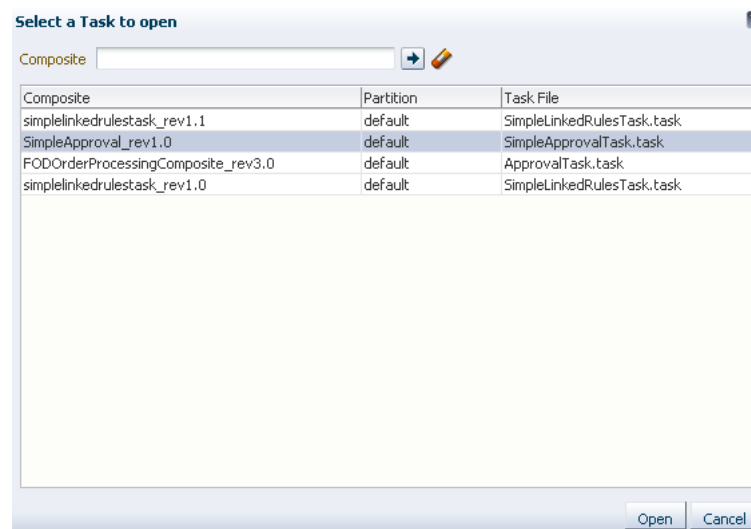 Select a Task to open
Composite
Composite Partition Task File
simplelinkedrulestask_rev1.1 default SimpleLinkedRulesTask.task
SimpleApproval_rev1.0 default SimpleApprovalTask.task
FODOrderProcessingComposite_rev3.0 default ApprovalTask.task
simplelinkedrulestask_rev1.0 default SimpleLinkedRulesTask.task
Open Cancel